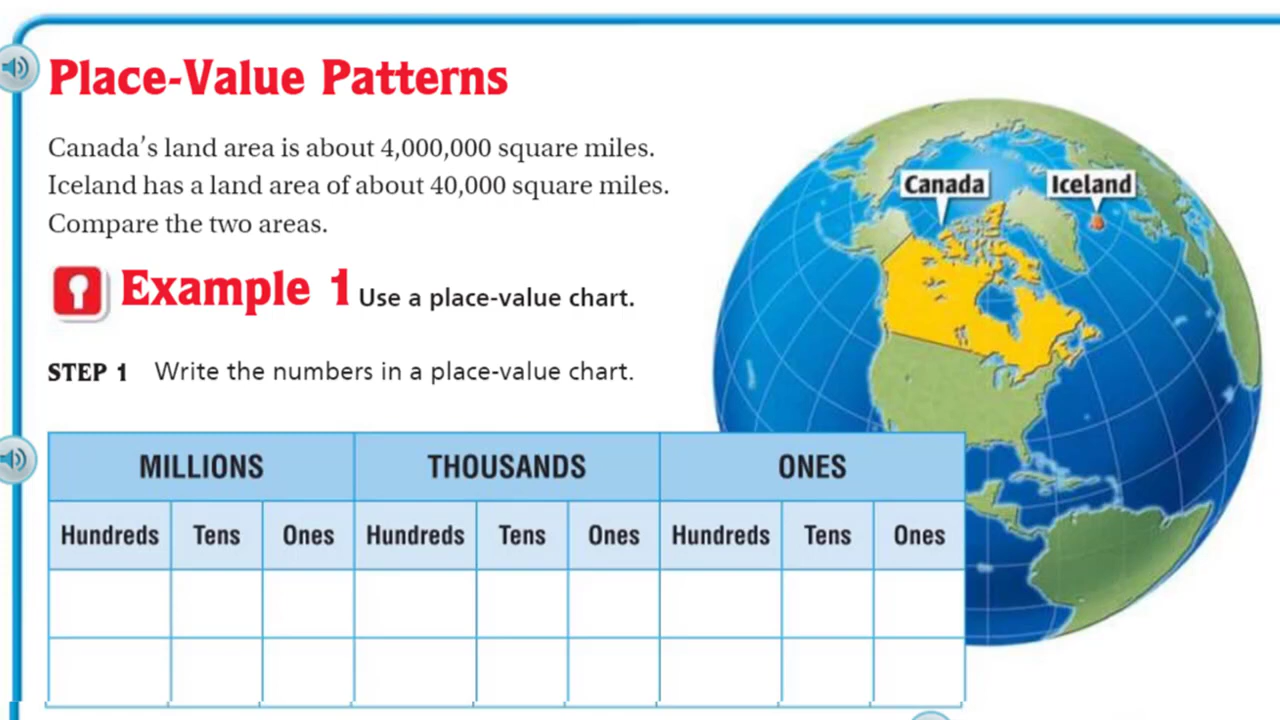 Place-Value Patterns
Canada's land area is about 4,000,000 square miles.
Iceland has a land area of about 40,000 square miles.
Compare the two areas.
Canada
Iceland
Example 1 Use a place-value chart.
STEP 1 Write the numbers in a place-value chart.
MILLIONS THOUSANDS ONES
Hundreds Tens Ones Hundreds Tens Ones Hundreds Tens Ones